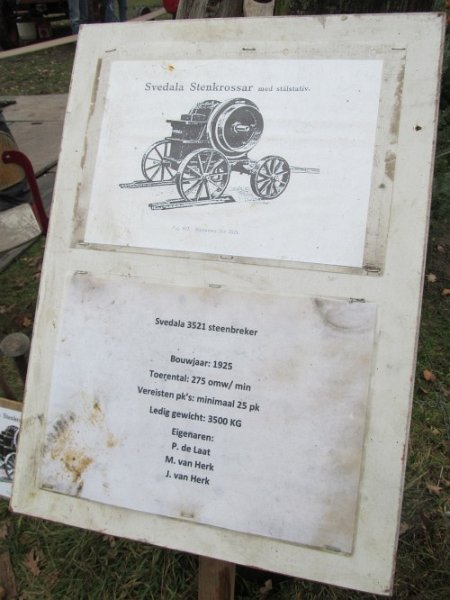 Svedala Stenkrossar med stålstativ.
Svedala 3521 steenbreker
Bouwjaar: 1925
Toerental: 275 omw/ min
Vereisten pk's: minimaal 25 pk
Ledig gewicht: 3500 KG
Eigenaren:
P. de Laat
M. van Herk
J. van Herk